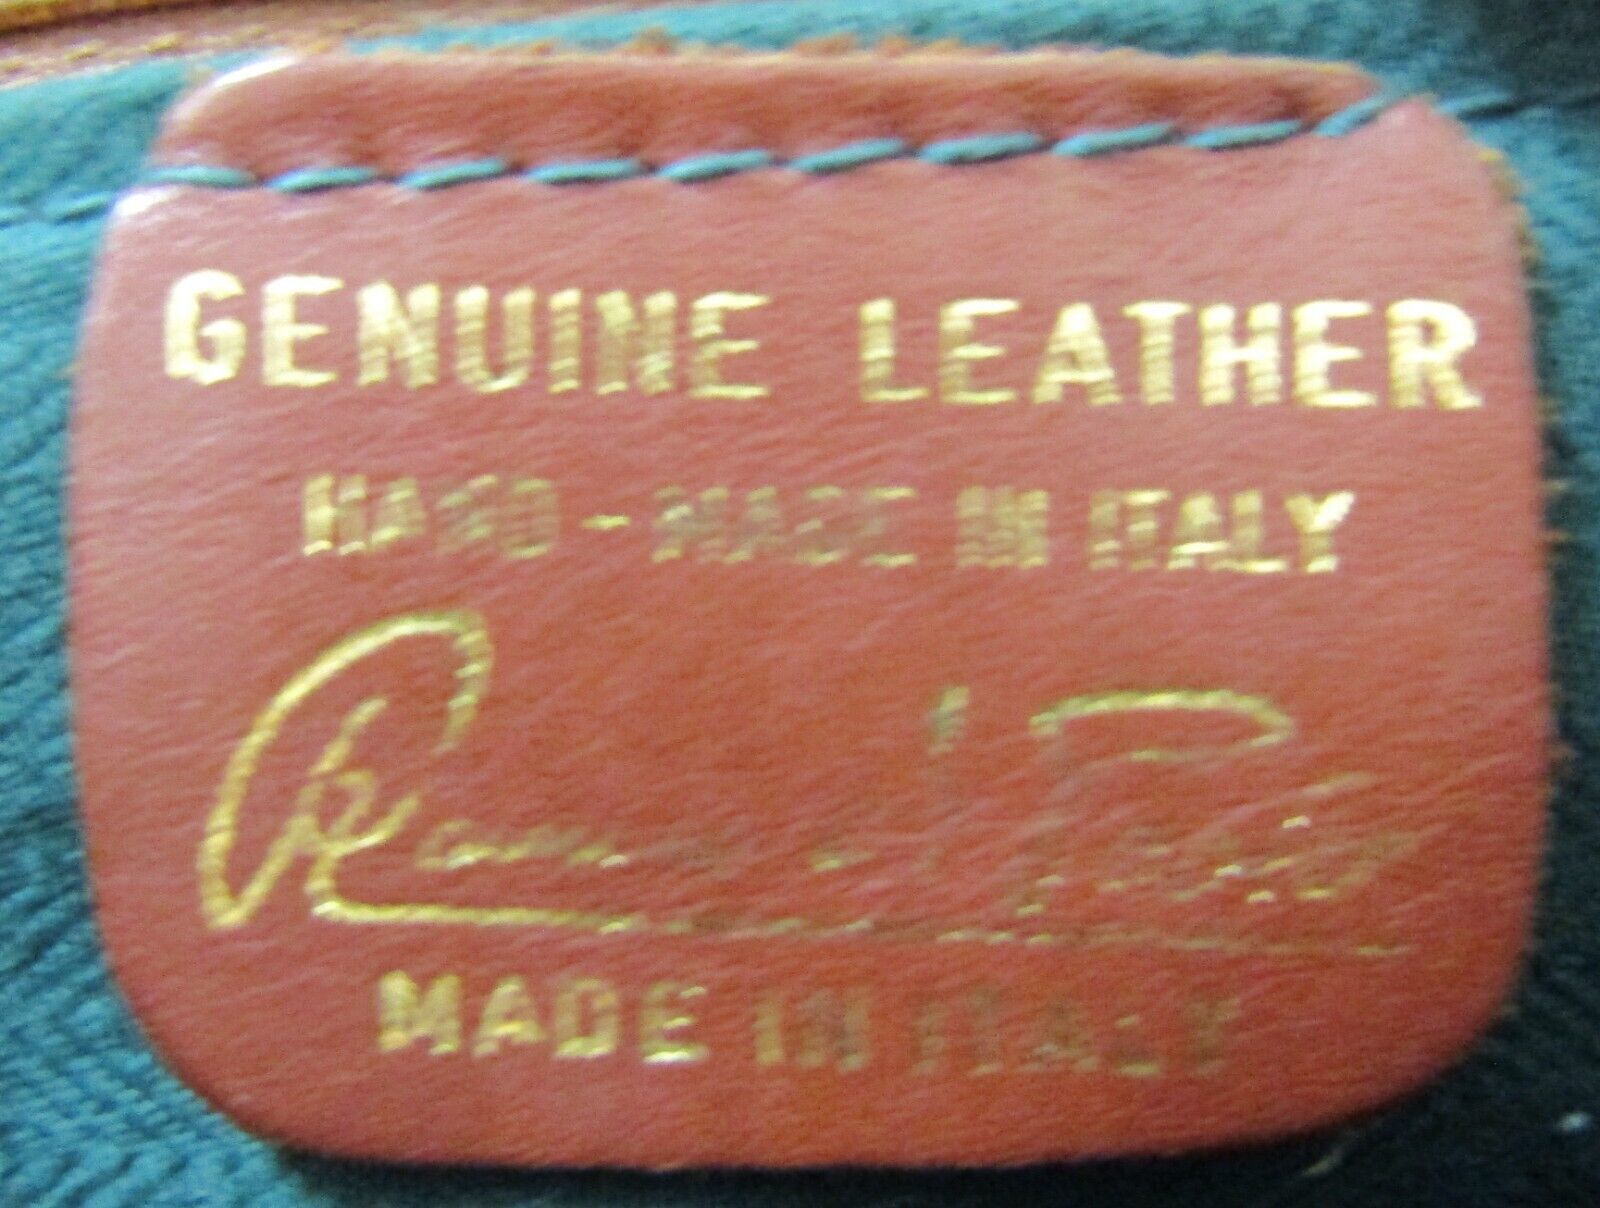 GENUINE LEATHER
HAND-MADE IN ITALY
MADE IN ITALY